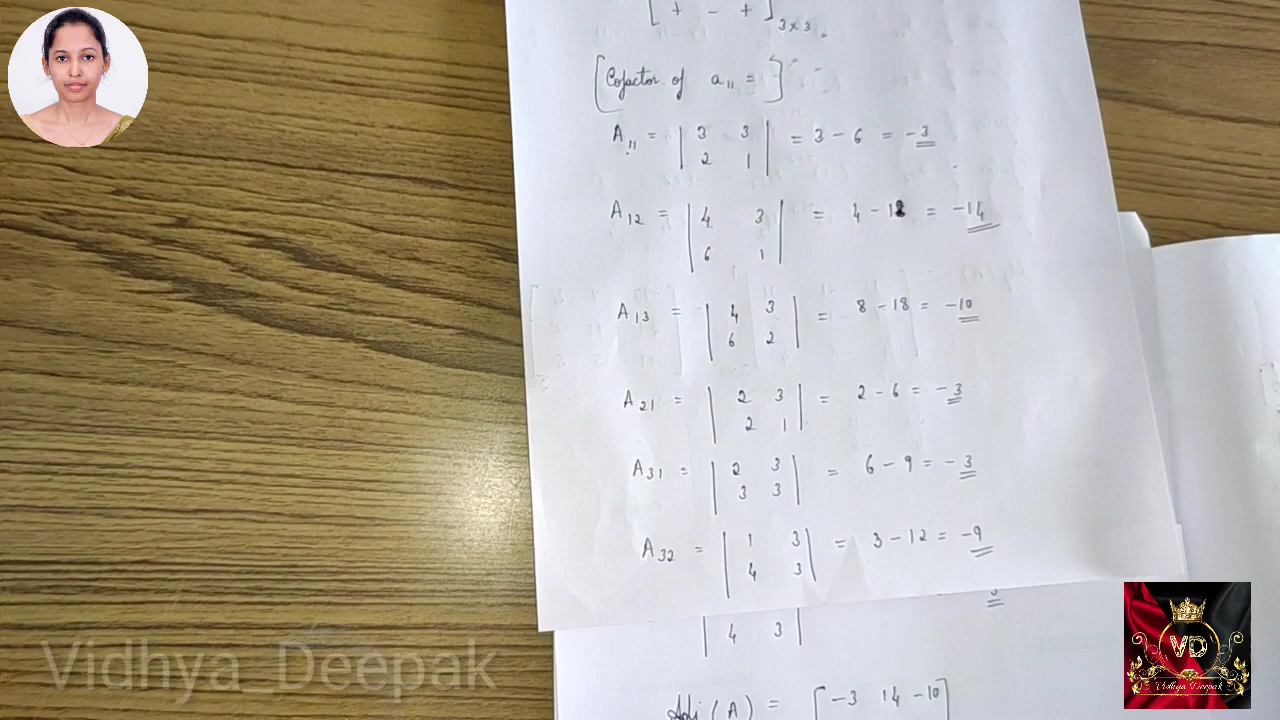 [ + - + ] 3×3
[Cofactor of a11 = ]
A11 = | 3 3 | = 3 - 6 = -3
| 2 1 |
A12 = | 4 3 | = 4 - 18 = -14
| 6 1 |
A13 = | 4 3 | = 8 - 18 = -10
| 6 2 |
A21 = | 2 3 | = 2 - 6 = -3
| 2 1 |
A31 = | 2 3 | = 6 - 9 = -3
| 3 3 |
A32 = | 1 3 | = 3 - 12 = -9
| 4 3 |
| 4 3 |
Adj (A) = [ -3 14 -10 ]
Vidhya_Deepak
VD
Vidhya Deepak